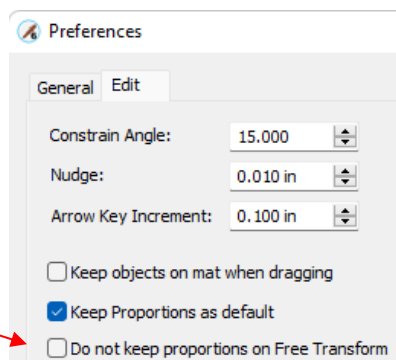 Preferences
General Edit
Constrain Angle: 15.000
Nudge: 0.010 in
Arrow Key Increment: 0.100 in
Keep objects on mat when dragging
Keep Proportions as default
Do not keep proportions on Free Transform